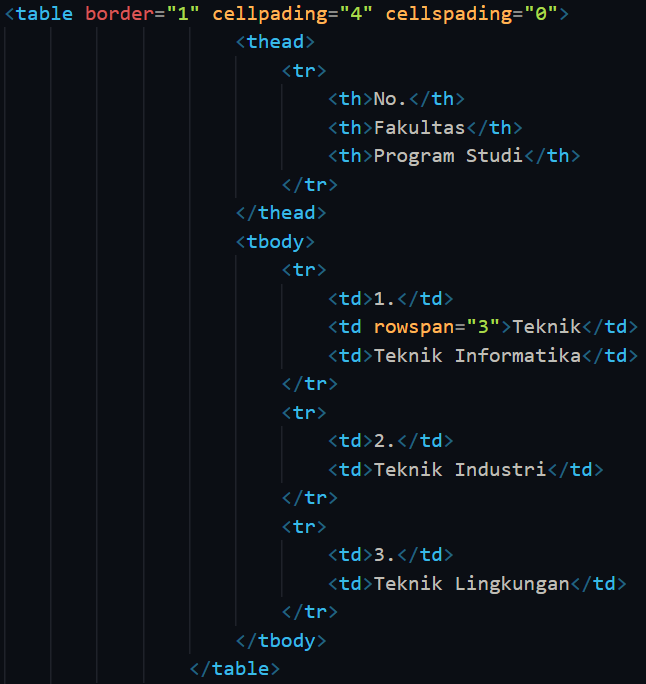 <table border="1" cellpading="4" cellspading="0">
<thead>
<tr>
<th>No.</th>
<th>Fakultas</th>
<th>Program Studi</th>
</tr>
</thead>
<tbody>
<tr>
<td>1.</td>
<td rowspan="3">Teknik</td>
<td>Teknik Informatika</td>
</tr>
<tr>
<td>2.</td>
<td>Teknik Industri</td>
</tr>
<tr>
<td>3.</td>
<td>Teknik Lingkungan</td>
</tr>
</tbody>
</table>